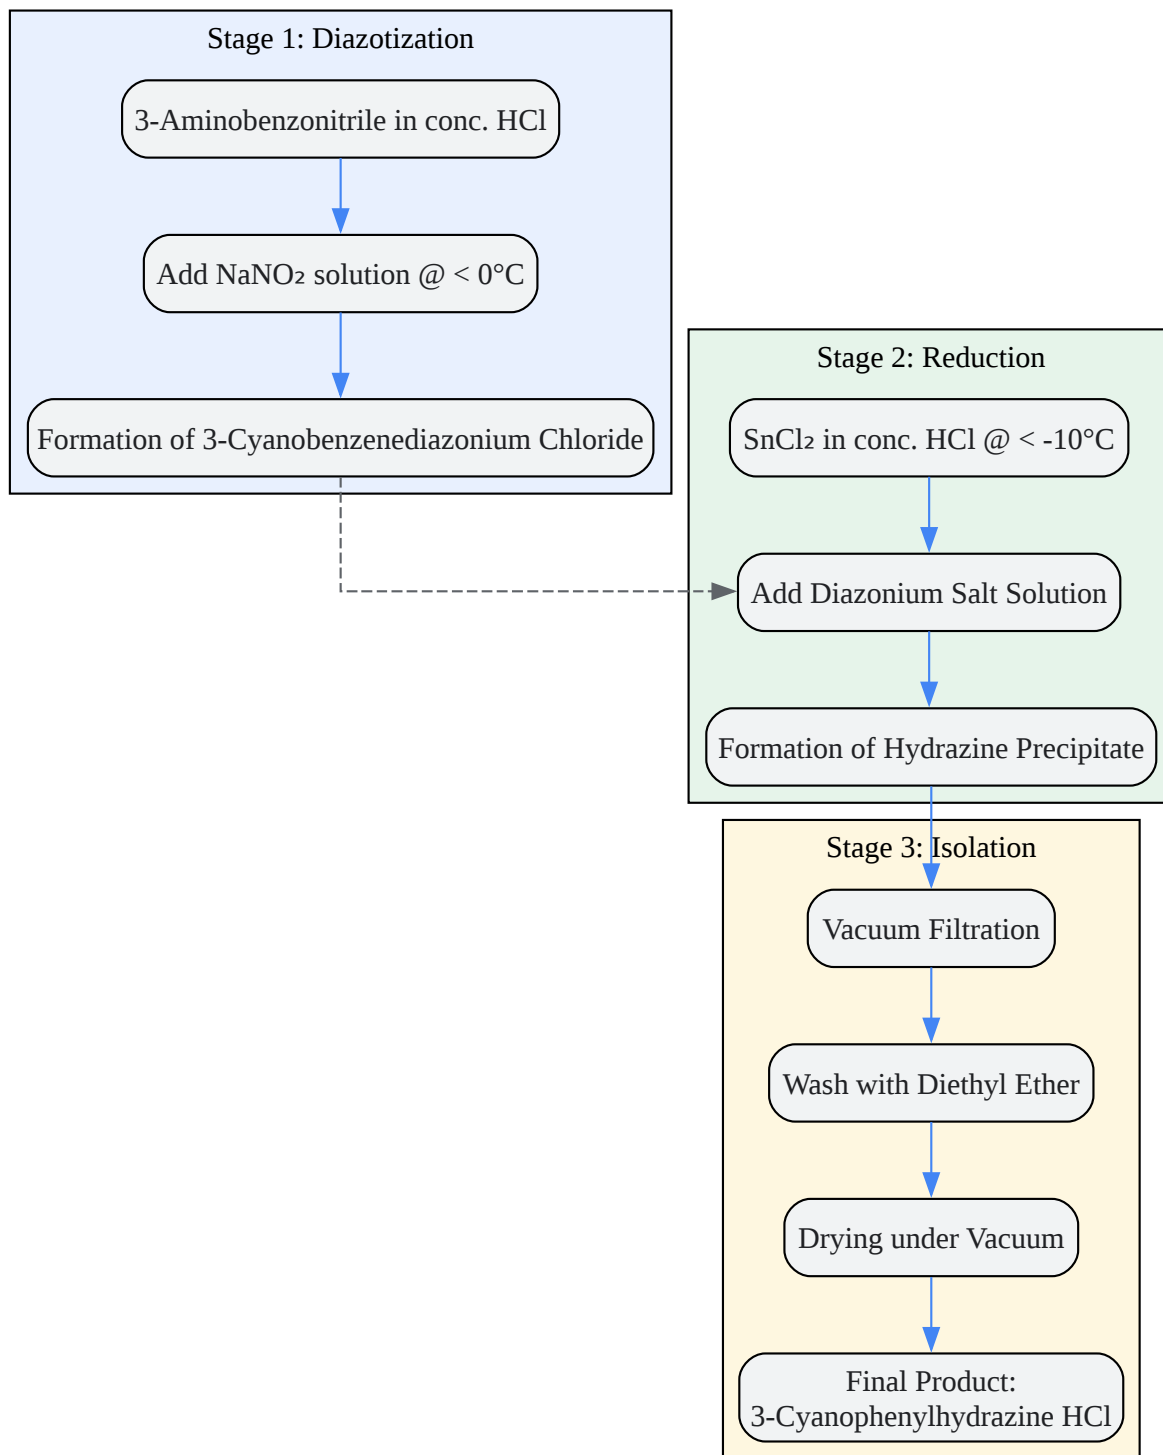 Stage 1: Diazotization
3-Aminobenzonitrile in conc. HCl
Add NaNO₂ solution @ < 0°C
Formation of 3-Cyanobenzenediazonium Chloride
Stage 2: Reduction
SnCl₂ in conc. HCl @ < -10°C
Add Diazonium Salt Solution
Formation of Hydrazine Precipitate
Stage 3: Isolation
Vacuum Filtration
Wash with Diethyl Ether
Drying under Vacuum
Final Product:
3-Cyanophenylhydrazine HCl